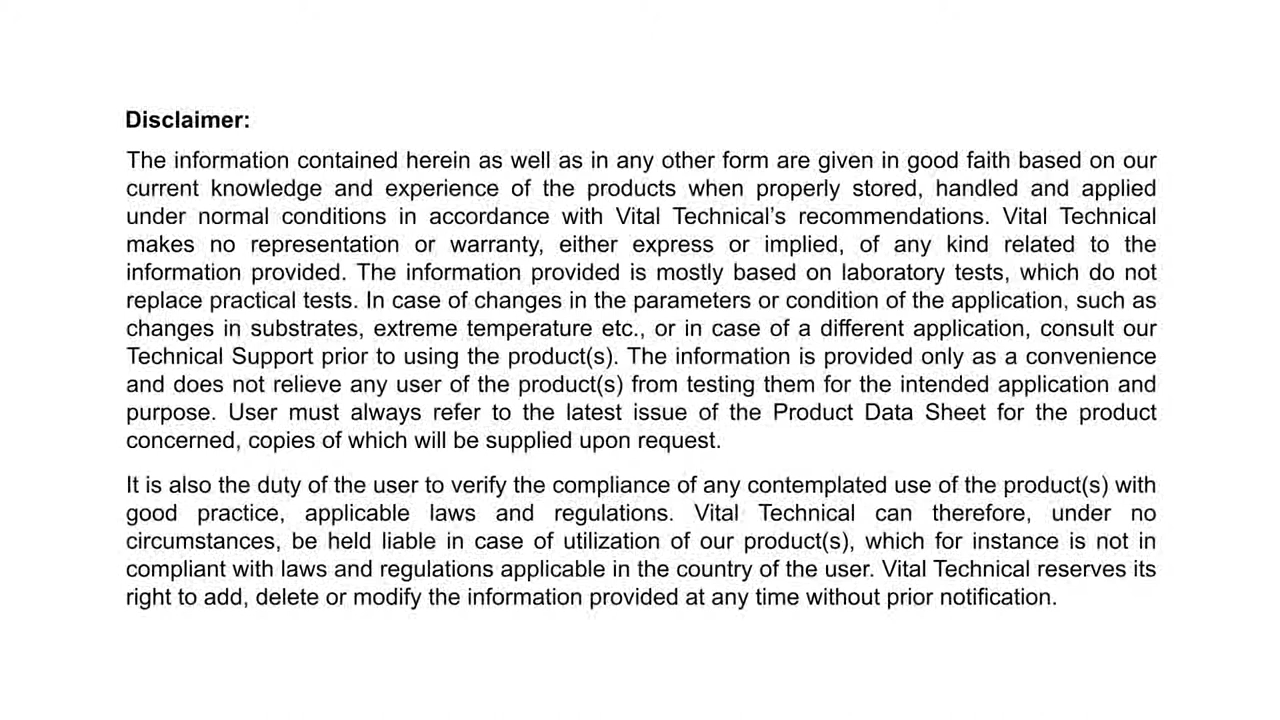 Disclaimer:
The information contained herein as well as in any other form are given in good faith based on our
current knowledge and experience of the products when properly stored, handled and applied
under normal conditions in accordance with Vital Technical’s recommendations. Vital Technical
makes no representation or warranty, either express or implied, of any kind related to the
information provided. The information provided is mostly based on laboratory tests, which do not
replace practical tests. In case of changes in the parameters or condition of the application, such as
changes in substrates, extreme temperature etc., or in case of a different application, consult our
Technical Support prior to using the product(s). The information is provided only as a convenience
and does not relieve any user of the product(s) from testing them for the intended application and
purpose. User must always refer to the latest issue of the Product Data Sheet for the product
concerned, copies of which will be supplied upon request.
It is also the duty of the user to verify the compliance of any contemplated use of the product(s) with
good practice, applicable laws and regulations. Vital Technical can therefore, under no
circumstances, be held liable in case of utilization of our product(s), which for instance is not in
compliant with laws and regulations applicable in the country of the user. Vital Technical reserves its
right to add, delete or modify the information provided at any time without prior notification.